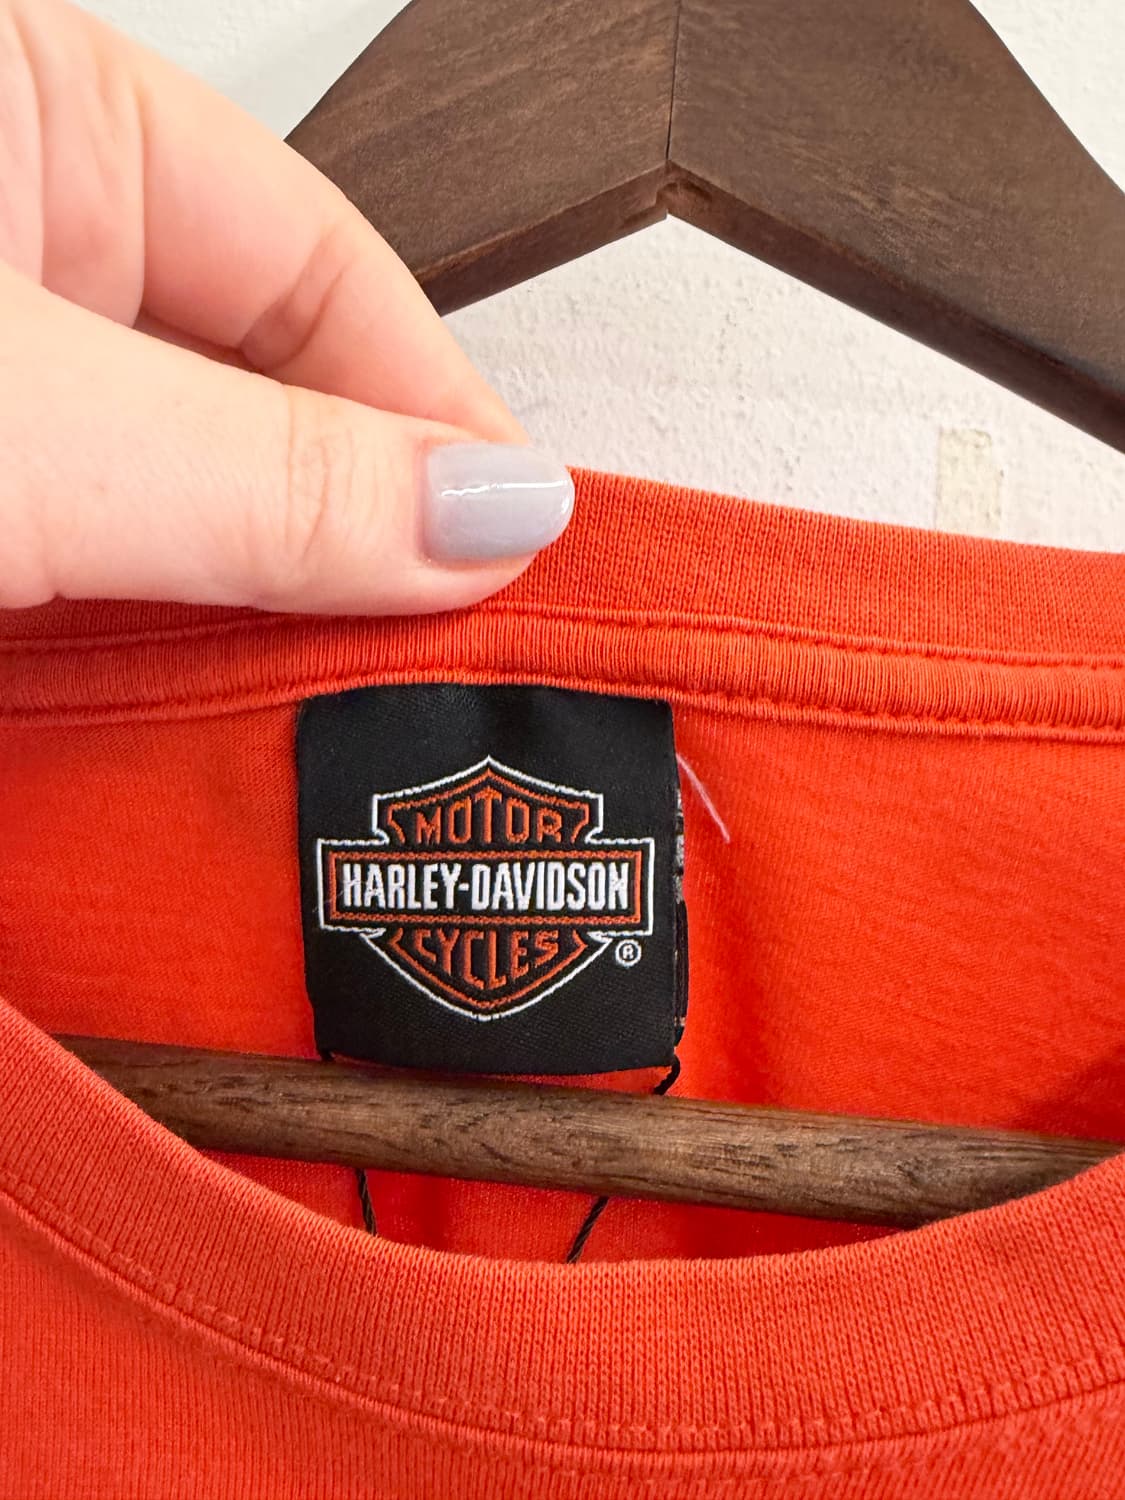 MOTOR
HARLEY-DAVIDSON
CYCLES
®